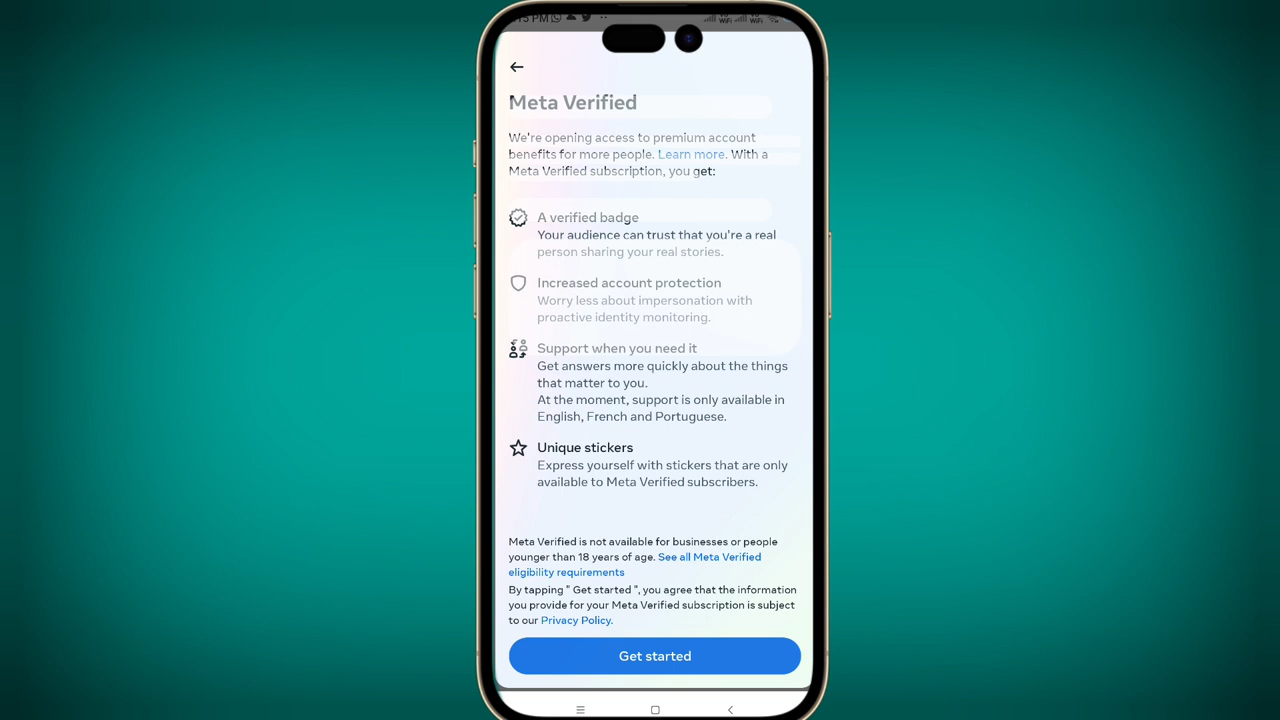 15 PM
Meta Verified
We're opening access to premium account
benefits for more people. Learn more. With a
Meta Verified subscription, you get:
A verified badge
Your audience can trust that you're a real
person sharing your real stories.
Increased account protection
Worry less about impersonation with
proactive identity monitoring.
Support when you need it
Get answers more quickly about the things
that matter to you.
At the moment, support is only available in
English, French and Portuguese.
Unique stickers
Express yourself with stickers that are only
available to Meta Verified subscribers.
Meta Verified is not available for businesses or people
younger than 18 years of age. See all Meta Verified
eligibility requirements
By tapping " Get started ", you agree that the information
you provide for your Meta Verified subscription is subject
to our Privacy Policy.
Get started